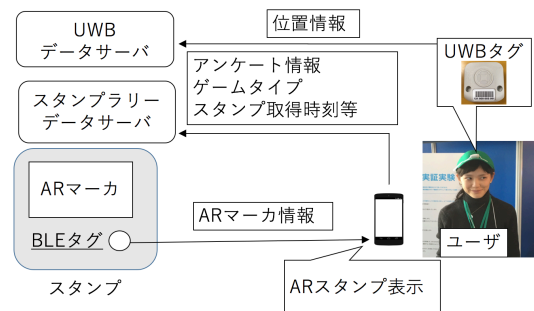 UWB
データサーバ
位置情報
UWBタグ
アンケート情報
ゲームタイプ
スタンプ取得時刻等
スタンプラリー
データサーバ
ARマーカ
BLEタグ
ARマーカ情報
実証実験
ユーザ
スタンプ
ARスタンプ表示